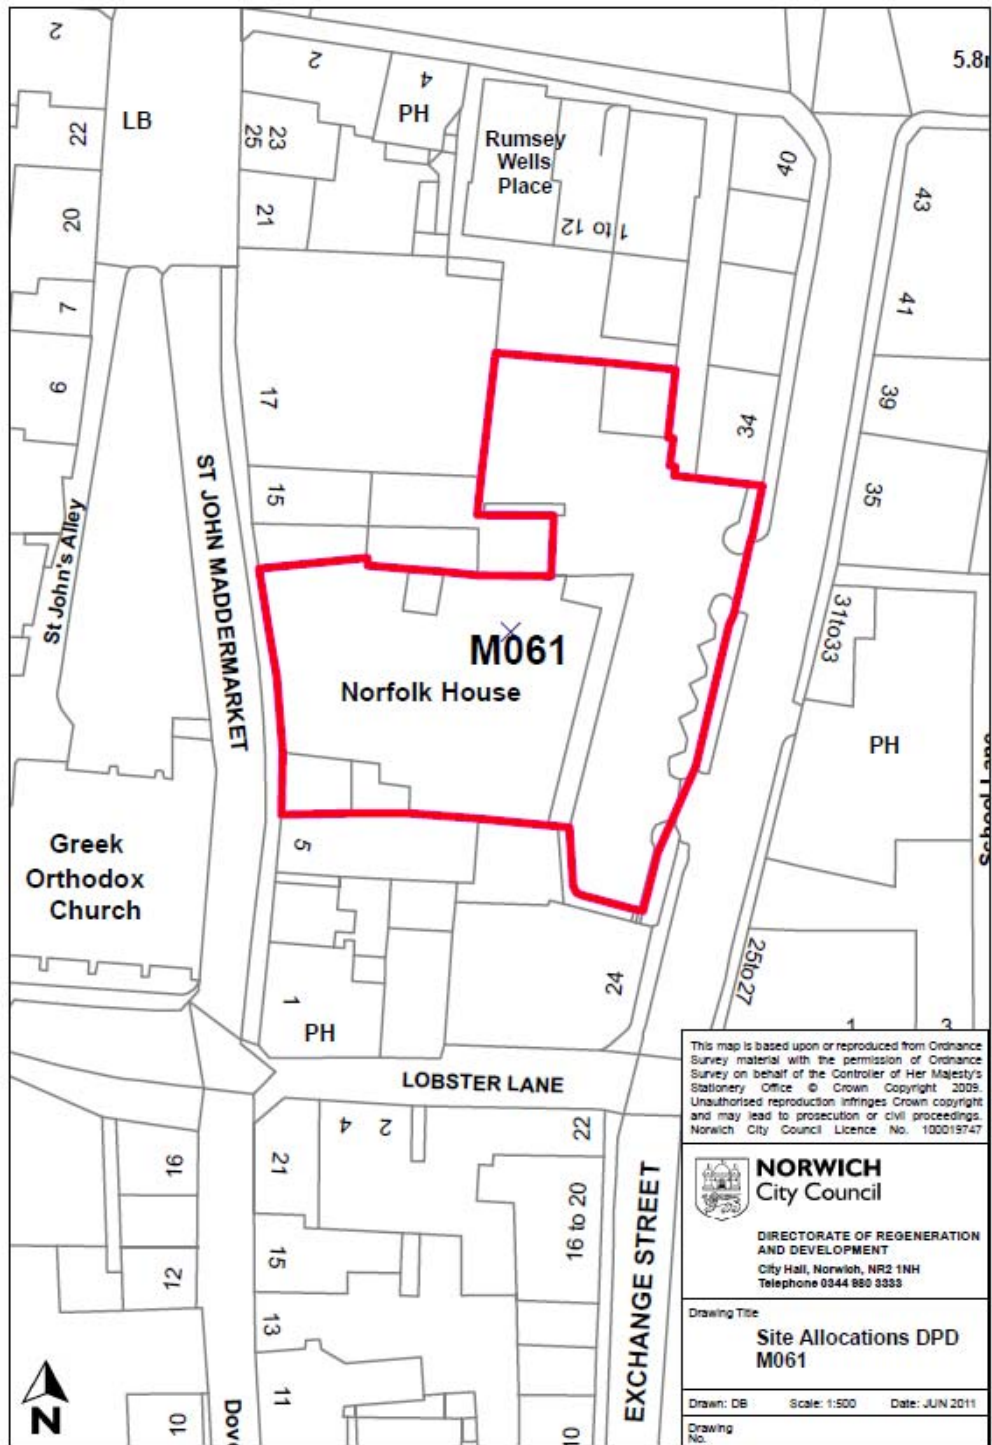 2
LB
22
20
7
6
25
23
21
17
15
2
4
PH
Rumsey
Wells
Place
1 to 12
40
5.8
43
41
39
35
34
St John's Alley
ST JOHN MADDERMARKET
M061
Norfolk House
31to33
PH
Greek
Orthodox
Church
5
1
PH
24
25to27
1
3
LOBSTER LANE
4
2
22
16
12
10
21
15
13
11
16 to 20
10
EXCHANGE STREET
N
This map is based upon or reproduced from Ordnance
Survey material with the permission of Ordnance
Survey on behalf of the Controller of Her Majesty's
Stationery Office © Crown Copyright 2009.
Unauthorised reproduction infringes Crown copyright
and may lead to prosecution or civil proceedings.
Norwich City Council Licence No. 100019747
NORWICH
City Council
DIRECTORATE OF REGENERATION
AND DEVELOPMENT
City Hall, Norwich, NR2 1NH
Telephone 0344 980 3333
Drawing Title
Site Allocations DPD
M061
Drawn: DB Scale: 1:500 Date: JUN 2011
Drawing
No.